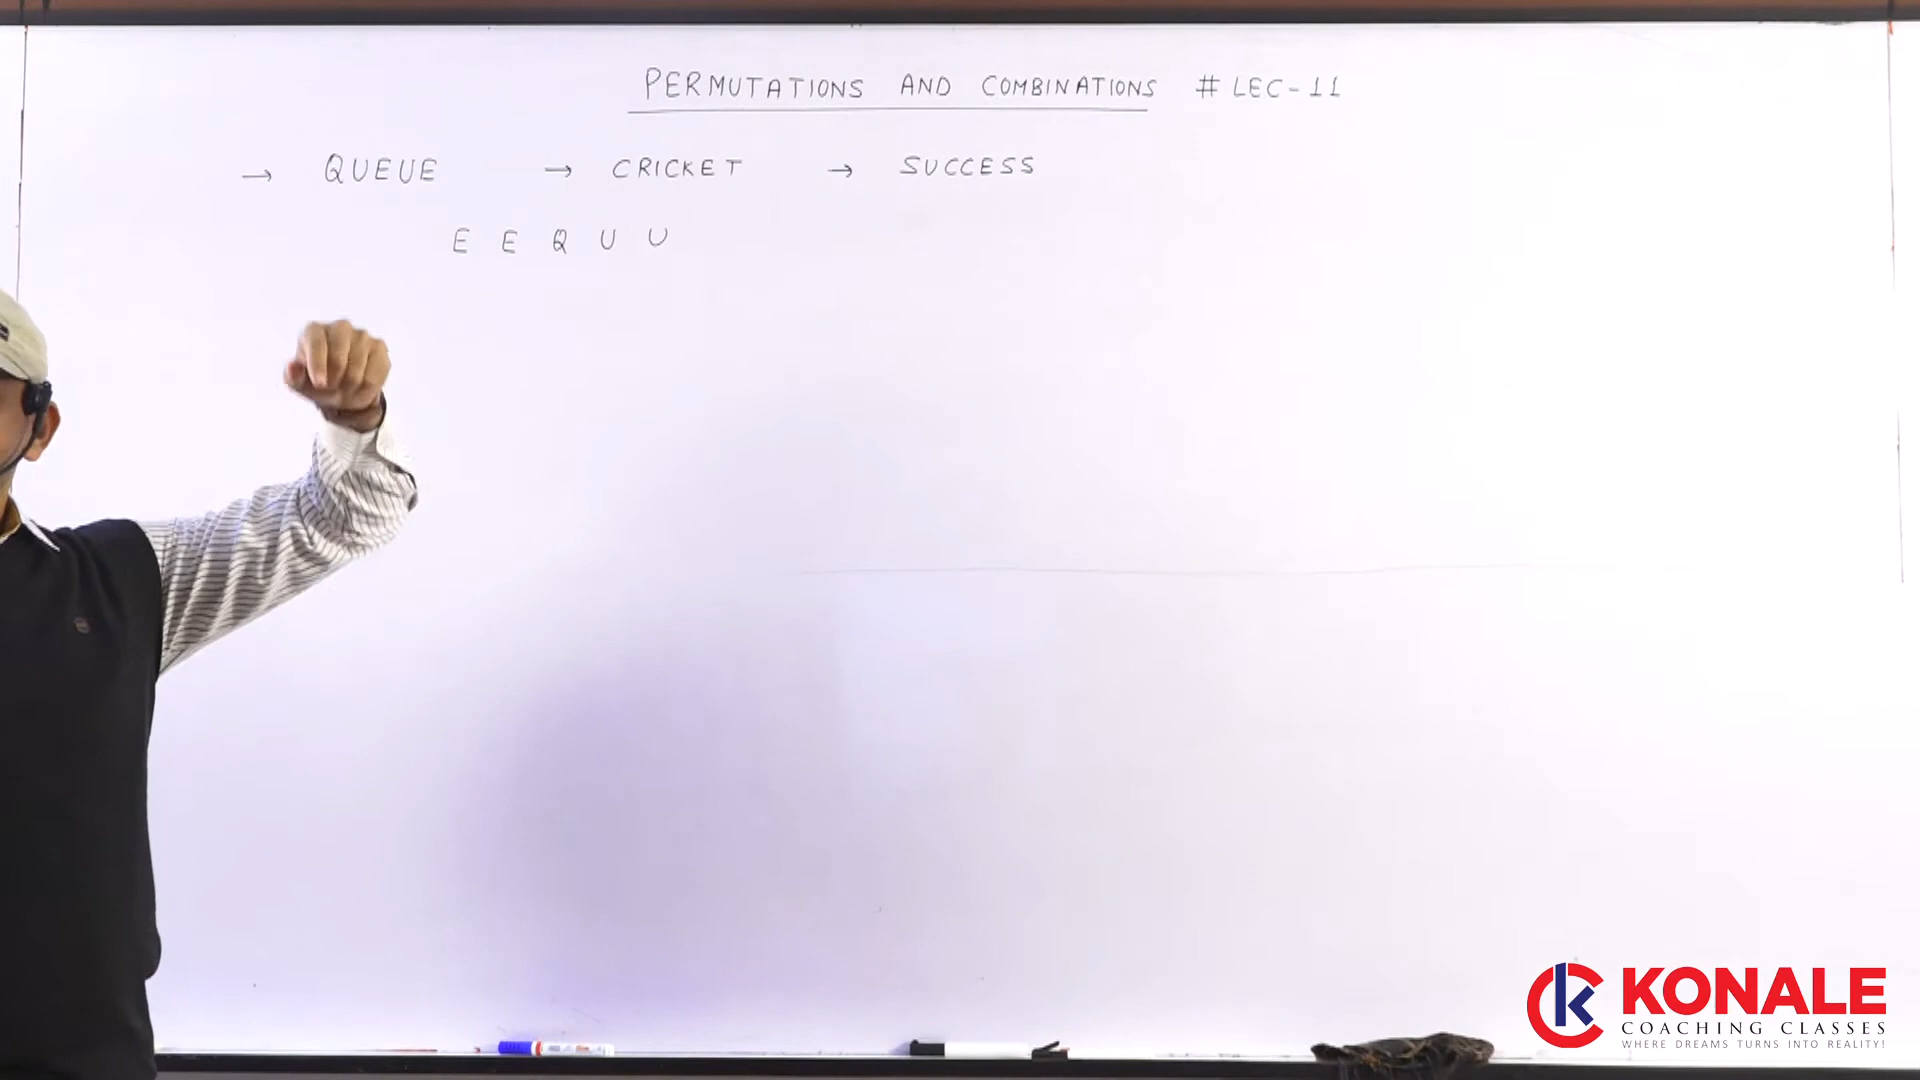 PERMUTATIONS AND COMBINATIONS # LEC-11
→ QUEUE → CRICKET → SUCCESS
E E Q U U
KONALE
COACHING CLASSES
WHERE DREAMS TURNS INTO REALITY!